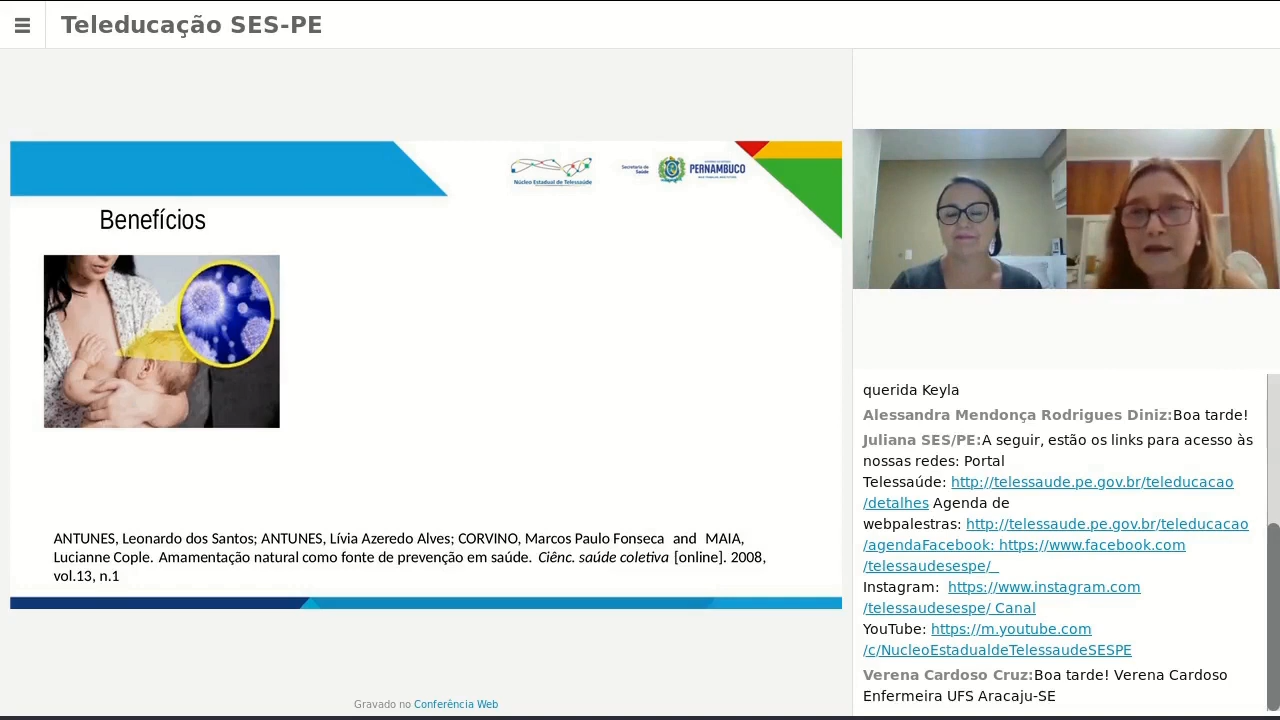 Teleducação SES-PE
Núcleo Estadual de Telessaúde
Secretaria de
Saúde
PERNAMBUCO
Benefícios
ANTUNES, Leonardo dos Santos; ANTUNES, Lívia Azeredo Alves; CORVINO, Marcos Paulo Fonseca and MAIA,
Lucianne Cople. Amamentação natural como fonte de prevenção em saúde. Ciênc. saúde coletiva [online]. 2008,
vol.13, n.1
Gravado no Conferência Web
querida Keyla
Alessandra Mendonça Rodrigues Diniz:Boa tarde!
Juliana SES/PE:A seguir, estão os links para acesso às
nossas redes: Portal
Telessaúde: http://telessaude.pe.gov.br/teleducacao
/detalhes Agenda de
webpalestras: http://telessaude.pe.gov.br/teleducacao
/agendaFacebook: https://www.facebook.com
/telessaudesespe/_
Instagram: https://www.instagram.com
/telessaudesespe/ Canal
YouTube: https://m.youtube.com
/c/NucleoEstadualdeTelessaudeSESPE
Verena Cardoso Cruz:Boa tarde! Verena Cardoso
Enfermeira UFS Aracaju-SE